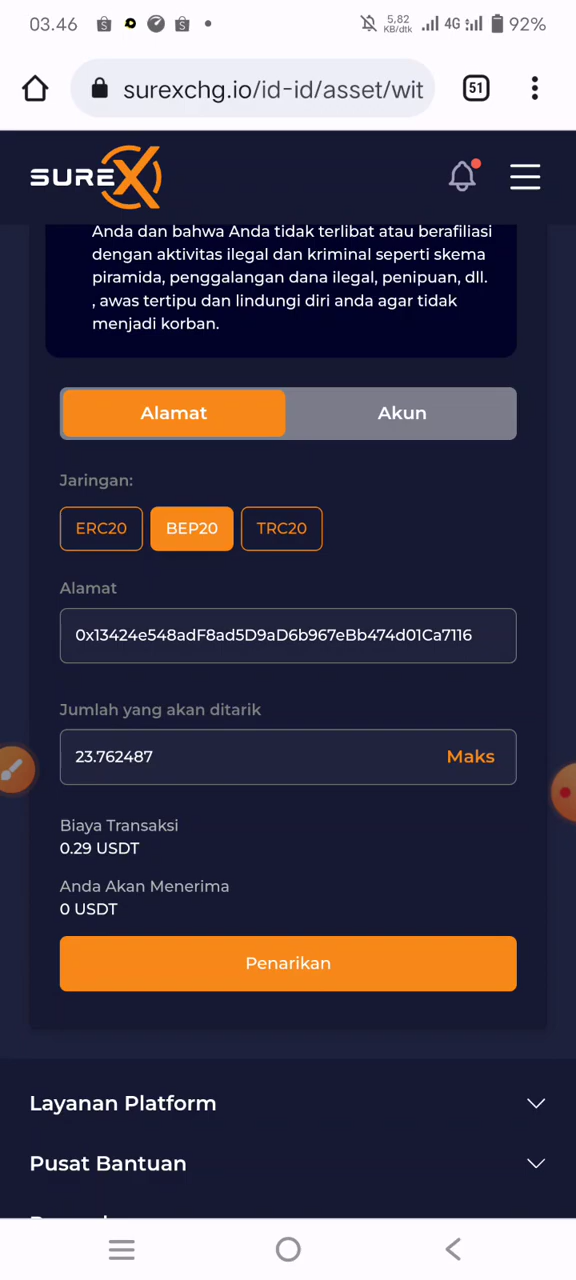 03.46
5,82
KB/dtk
4G
92%
surexchg.io/id-id/asset/wit
51
SUREX
Anda dan bahwa Anda tidak terlibat atau berafiliasi
dengan aktivitas ilegal dan kriminal seperti skema
piramida, penggalangan dana ilegal, penipuan, dll.
, awas tertipu dan lindungi diri anda agar tidak
menjadi korban.
Alamat
Akun
Jaringan:
ERC20
BEP20
TRC20
Alamat
0x13424e548adF8ad5D9aD6b967eBb474d01Ca7116
Jumlah yang akan ditarik
23.762487
Maks
Biaya Transaksi
0.29 USDT
Anda Akan Menerima
0 USDT
Penarikan
Layanan Platform
Pusat Bantuan